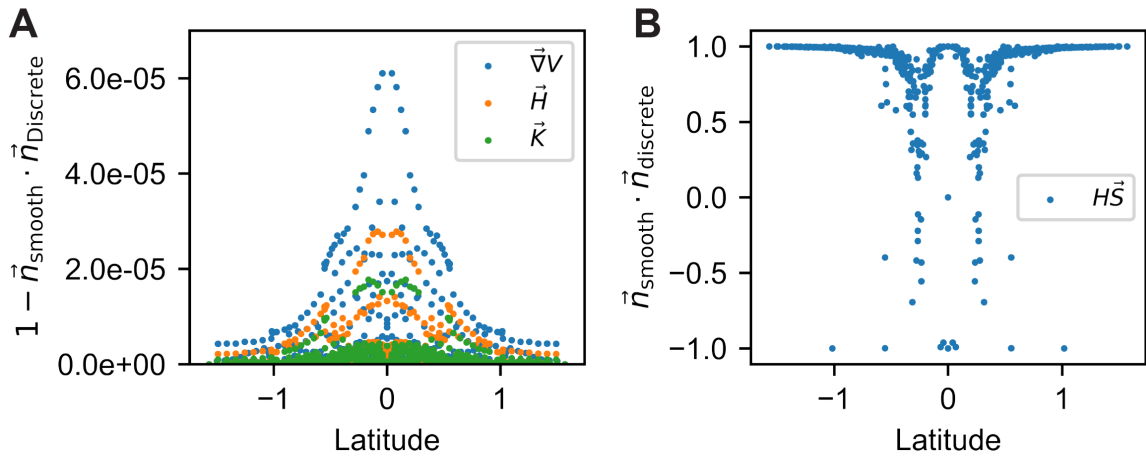 A
1 − n⃗smooth · n⃗Discrete
6.0e-05
4.0e-05
2.0e-05
0.0e+00
∇⃗V
H⃗
K⃗
−1
0
1
Latitude
B
n⃗smooth · n⃗discrete
1.0
0.5
0.0
−0.5
−1.0
HS⃗
−1
0
1
Latitude